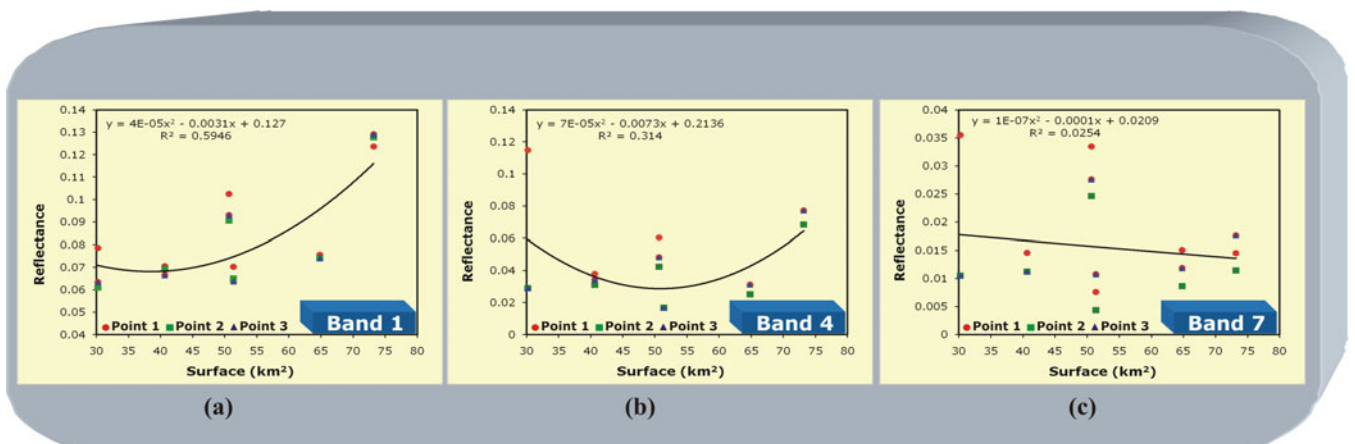 y = 4E-05x² - 0.0031x + 0.127
R² = 0.5946
0.14
0.13
0.12
0.11
0.1
0.09
0.08
0.07
0.06
0.05
0.04
Reflectance
Point 1 Point 2 Point 3
Band 1
30 35 40 45 50 55 60 65 70 75 80
Surface (km²)
(a)
y = 7E-05x² - 0.0073x + 0.2136
R² = 0.314
0.14
0.12
0.1
0.08
0.06
0.04
0.02
0
Reflectance
Point 1 Point 2 Point 3
Band 4
30 35 40 45 50 55 60 65 70 75 80
Surface (km²)
(b)
y = 1E-07x² - 0.0001x + 0.0209
R² = 0.0254
0.04
0.035
0.03
0.025
0.02
0.015
0.01
0.005
0
Reflectance
Point 1 Point 2 Point 3
Band 7
30 35 40 45 50 55 60 65 70 75 80
Surface (km²)
(c)